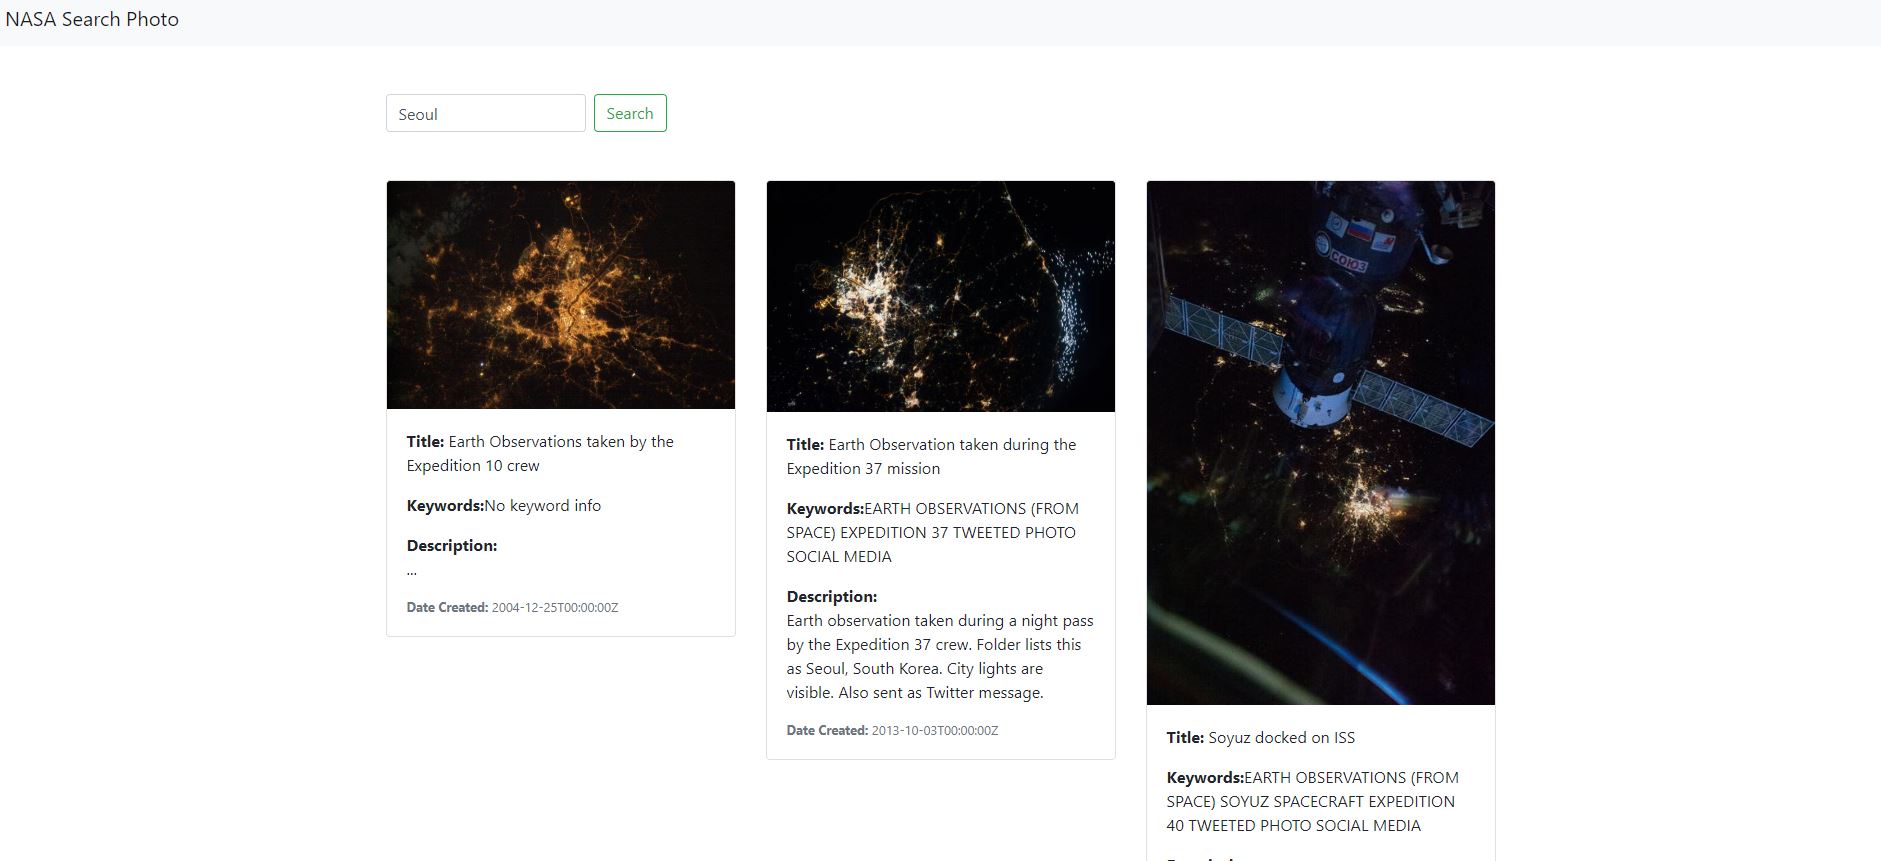 NASA Search Photo
Seoul
Search
Title: Earth Observations taken by the
Expedition 10 crew
Keywords:No keyword info
Description:
...
Date Created: 2004-12-25T00:00:00Z
Title: Earth Observation taken during the
Expedition 37 mission
Keywords:EARTH OBSERVATIONS (FROM
SPACE) EXPEDITION 37 TWEETED PHOTO
SOCIAL MEDIA
Description:
Earth observation taken during a night pass
by the Expedition 37 crew. Folder lists this
as Seoul, South Korea. City lights are
visible. Also sent as Twitter message.
Date Created: 2013-10-03T00:00:00Z
СОЮЗ
Title: Soyuz docked on ISS
Keywords:EARTH OBSERVATIONS (FROM
SPACE) SOYUZ SPACECRAFT EXPEDITION
40 TWEETED PHOTO SOCIAL MEDIA